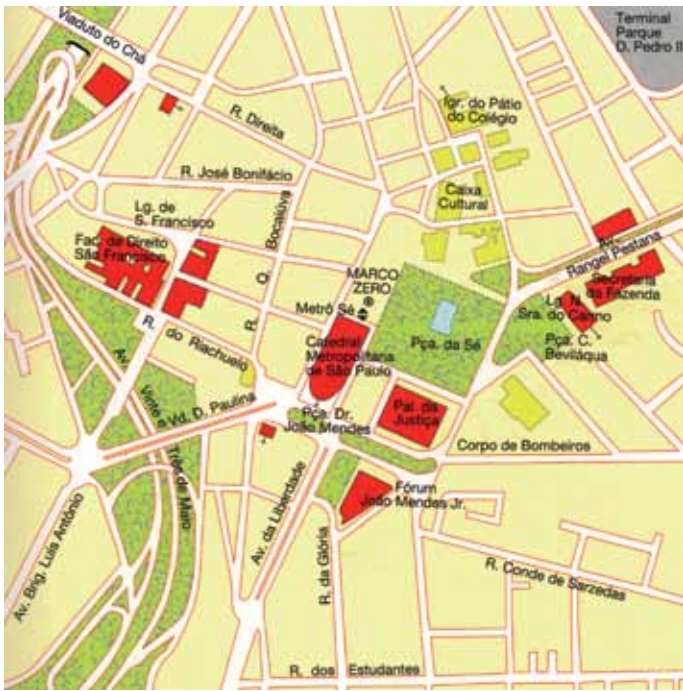 Terminal
Parque
D. Pedro II
Viaduto do Chá
Igr. do Pátio
do Colégio
R. Direita
R. José Bonifácio
Caixa
Cultural
Lg. de
S. Francisco
Fac. de Direito
São Francisco
R. Q. Bocaiúva
Av.
Rangel Pestana
MARCO
ZERO
Metrô Sé
Secretaria
da Fazenda
Lg. N.
Sra. do Carmo
Pça. C.
Beviláqua
R. do Riachuelo
Catedral
Metropolitana
de São Paulo
Pça. da Sé
Av. Vinte e Três de Maio
Vd. D. Paulina
Pça. Dr.
João Mendes
Pal. da
Justiça
Corpo de Bombeiros
Fórum
João Mendes Jr.
Av. da Liberdade
Av. Brig. Luís Antônio
R. da Glória
R. Conde de Sarzedas
R. dos Estudantes